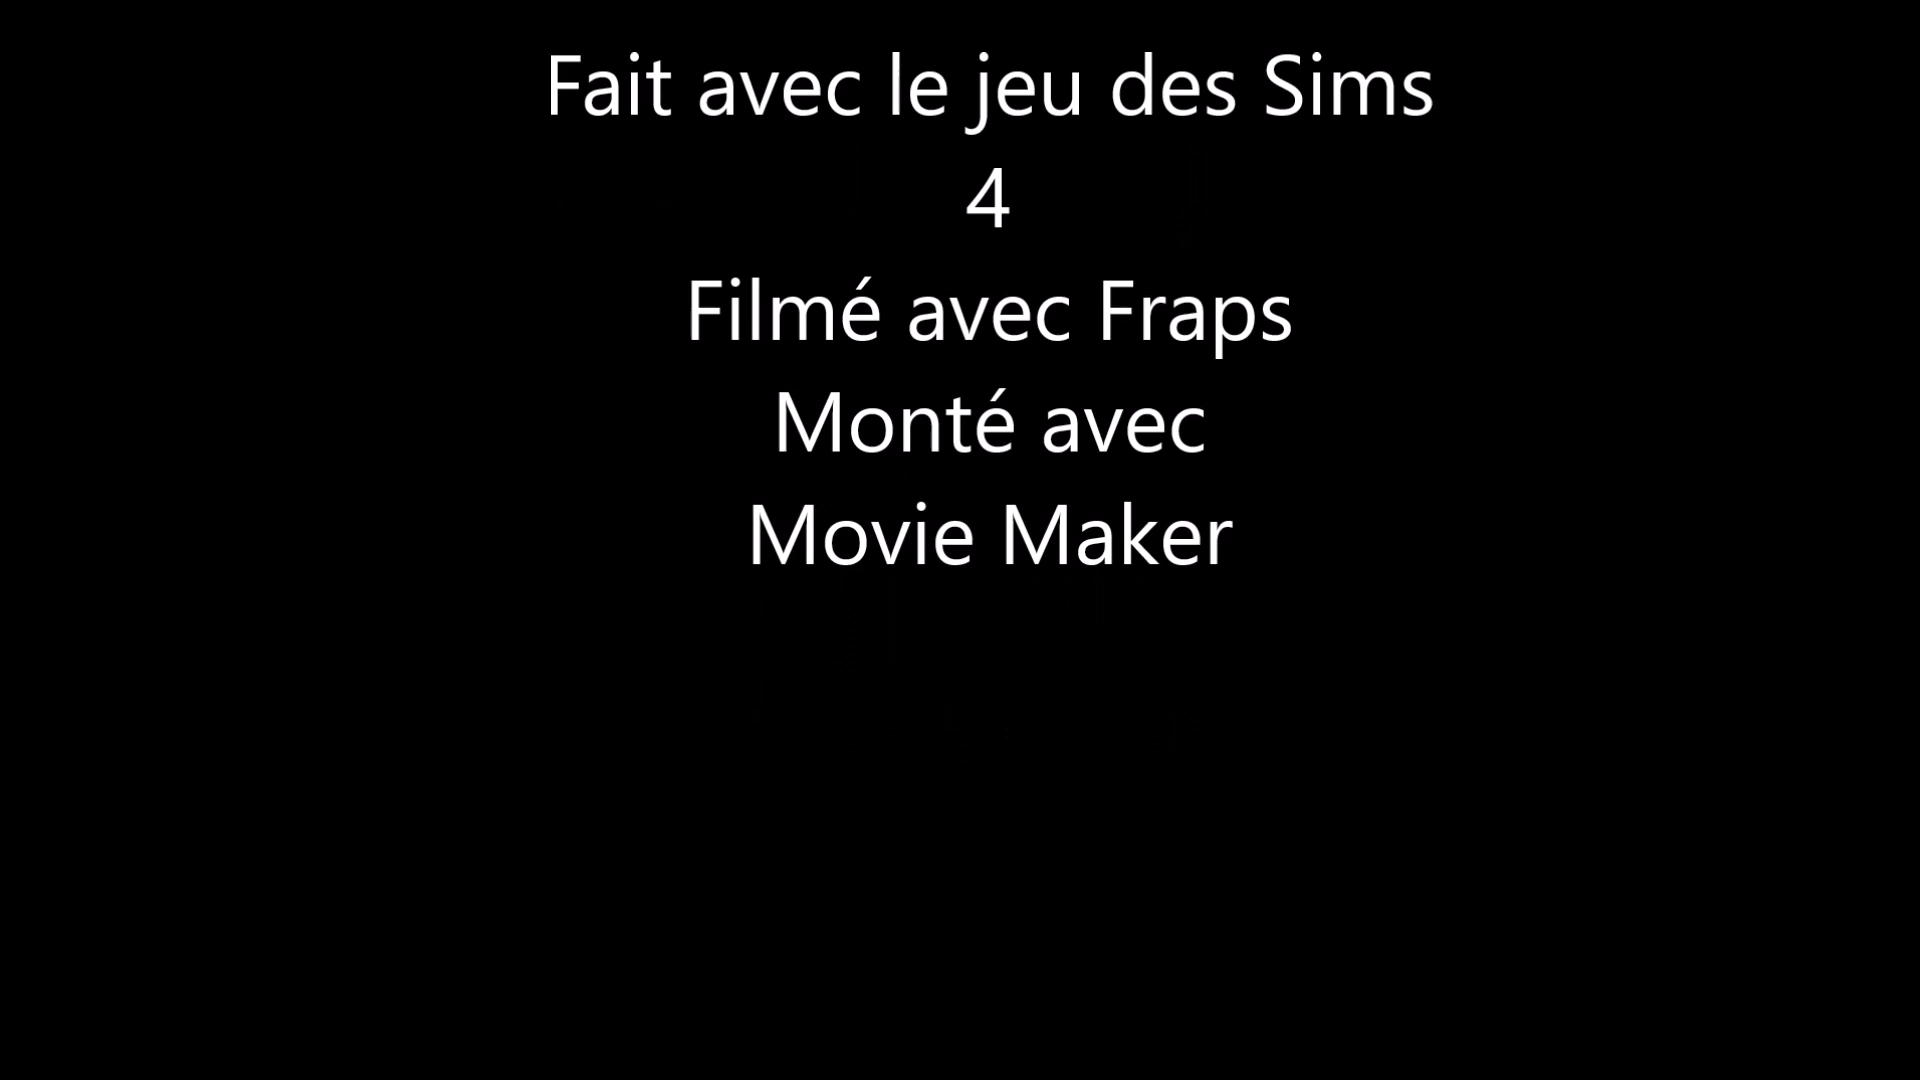 Fait avec le jeu des Sims
4
Filmé avec Fraps
Monté avec
Movie Maker